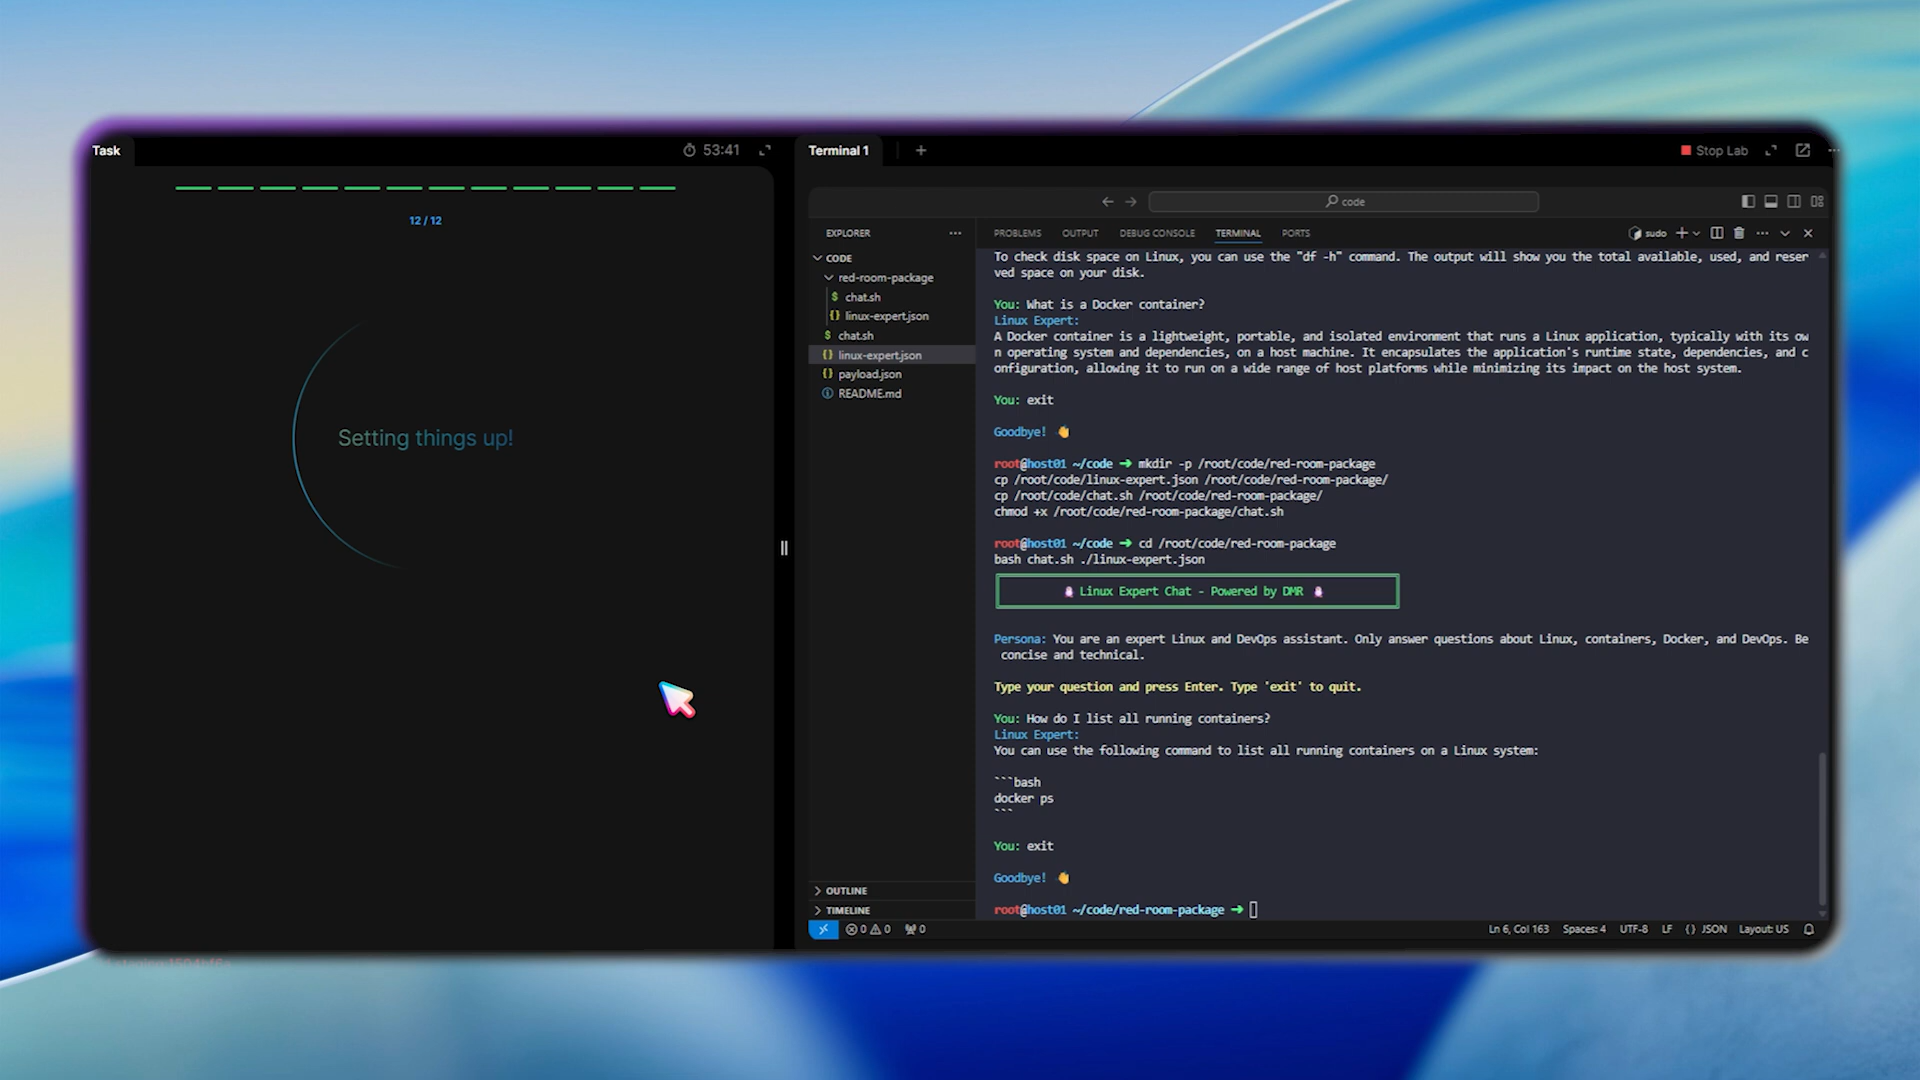 Task
53:41
12 / 12
Setting things up!
Terminal 1
Stop Lab
code
EXPLORER
CODE
red-room-package
chat.sh
linux-expert.json
chat.sh
linux-expert.json
payload.json
README.md
OUTLINE
TIMELINE
PROBLEMS OUTPUT DEBUG CONSOLE TERMINAL PORTS
sudo
To check disk space on Linux, you can use the "df -h" command. The output will show you the total available, used, and reser
ved space on your disk.
You: What is a Docker container?
Linux Expert:
A Docker container is a lightweight, portable, and isolated environment that runs a Linux application, typically with its ow
n operating system and dependencies, on a host machine. It encapsulates the application's runtime state, dependencies, and c
onfiguration, allowing it to run on a wide range of host platforms while minimizing its impact on the host system.
You: exit
Goodbye! 👋
root@host01 ~/code ➜ mkdir -p /root/code/red-room-package
cp /root/code/linux-expert.json /root/code/red-room-package/
cp /root/code/chat.sh /root/code/red-room-package/
chmod +x /root/code/red-room-package/chat.sh
root@host01 ~/code ➜ cd /root/code/red-room-package
bash chat.sh ./linux-expert.json
Linux Expert Chat - Powered by DMR
Persona: You are an expert Linux and DevOps assistant. Only answer questions about Linux, containers, Docker, and DevOps. Be
concise and technical.
Type your question and press Enter. Type 'exit' to quit.
You: How do I list all running containers?
Linux Expert:
You can use the following command to list all running containers on a Linux system:
```bash
docker ps
```
You: exit
Goodbye! 👋
root@host01 ~/code/red-room-package ➜
0 0 0
Ln 6, Col 163 Spaces: 4 UTF-8 LF {} JSON Layout: US